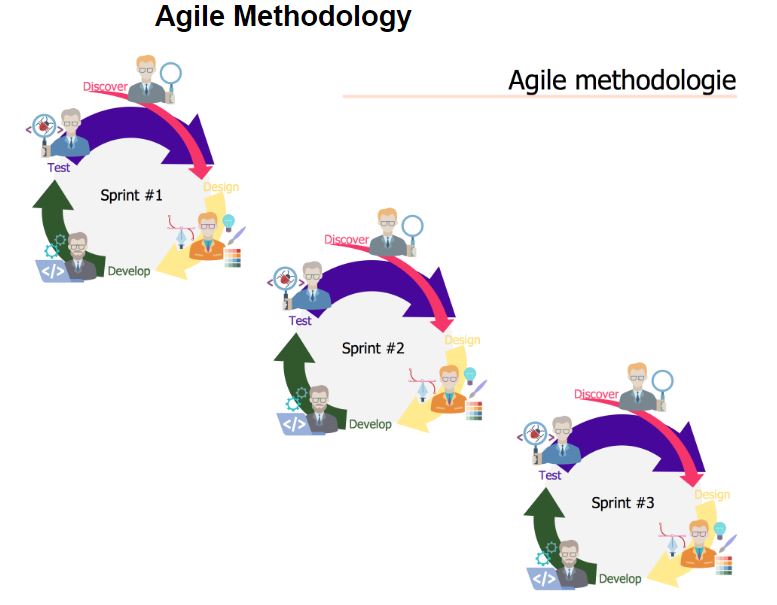 Agile Methodology
Agile methodologie
Discover
Test
Design
Sprint #1
</>
Develop
Discover
Test
Design
Sprint #2
</>
Develop
Discover
Test
Design
Sprint #3
</>
Develop